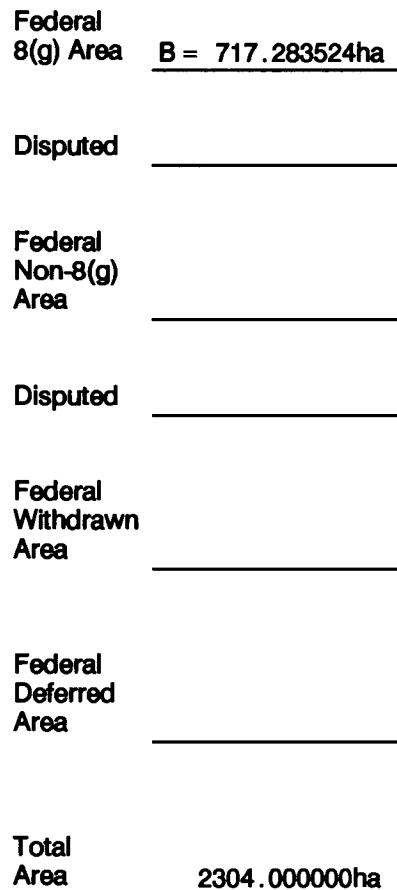 Federal
8(g) Area B = 717.283524ha
Disputed
Federal
Non-8(g)
Area
Disputed
Federal
Withdrawn
Area
Federal
Deferred
Area
Total
Area 2304.000000ha